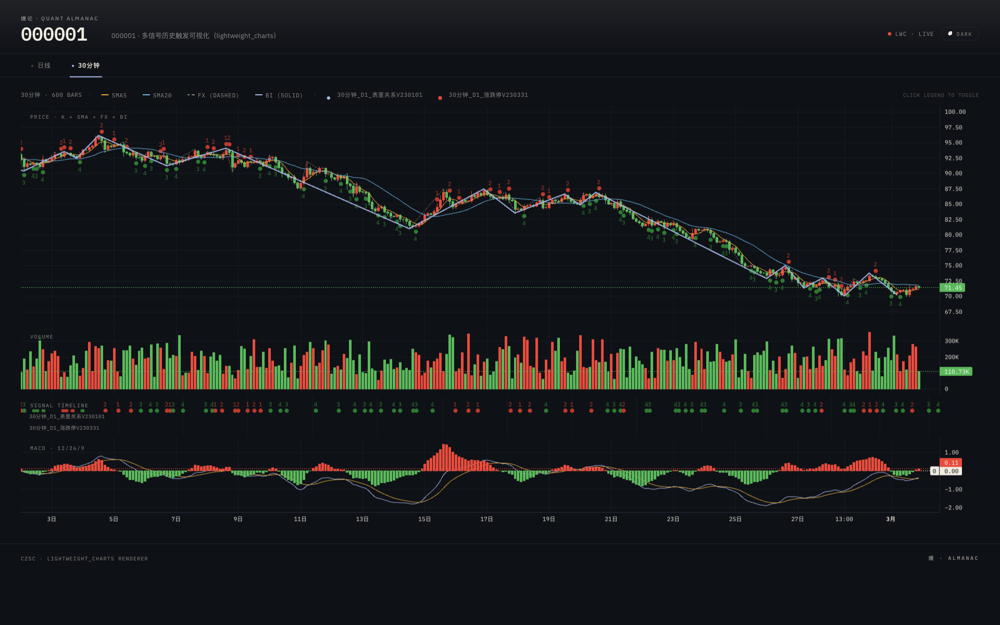 缠论 · QUANT ALMANAC
000001
000001 · 多信号历史触发可视化 (lightweight_charts)
LWC · LIVE
DARK
日线
30分钟
30分钟 · 600 BARS
SMA5
SMA20
FX (DASHED)
BI (SOLID)
30分钟_D1_表里关系V230101
30分钟_D1_涨跌停V230331
CLICK LEGEND TO TOGGLE
PRICE · K + SMA + FX + BI
100.00
97.50
95.00
92.50
90.00
87.50
85.00
82.50
80.00
77.50
75.00
72.50
71.45
70.00
67.50
VOLUME
300K
200K
110.73K
0
SIGNAL TIMELINE
30分钟_D1_表里关系V230101
30分钟_D1_涨跌停V230331
MACD · 12/26/9
1.00
0.11
0 0.00
−1.00
−2.00
3日 5日 7日 9日 11日 13日 15日 17日 19日 21日 23日 25日 27日 13:00 3月
CZSC · LIGHTWEIGHT_CHARTS RENDERER
缠 · ALMANAC